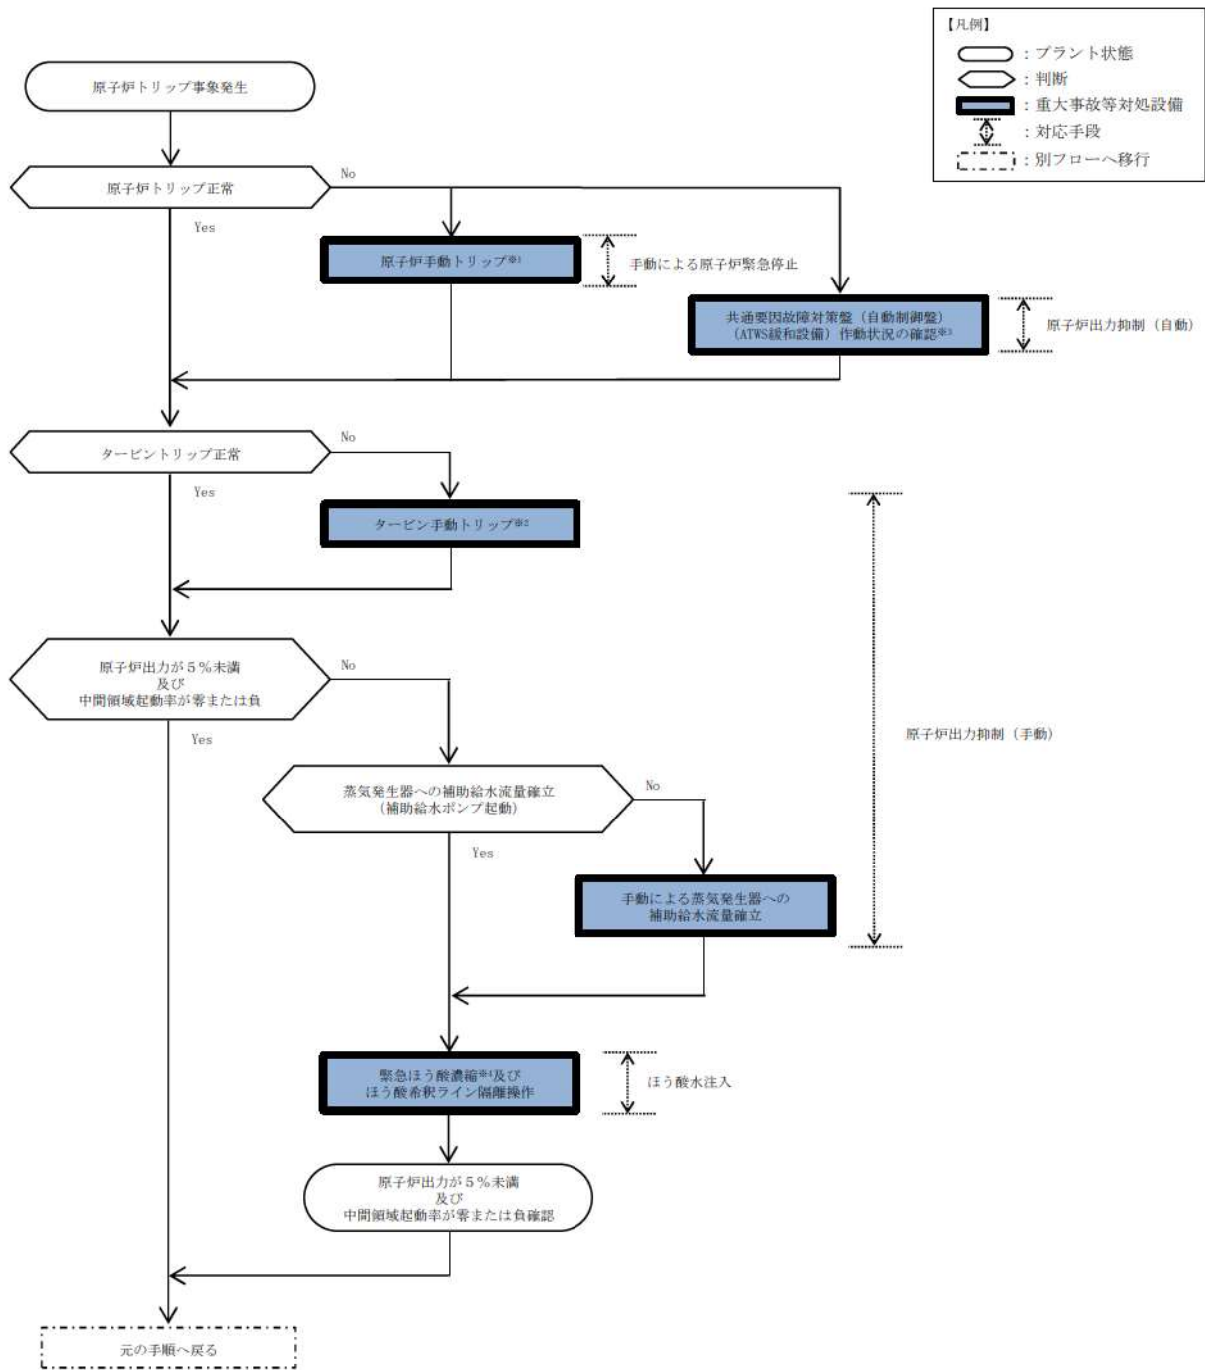 【凡例】
：プラント状態
：判断
：重大事故等対処設備
：対応手段
：別フローへ移行
原子炉トリップ事象発生
原子炉トリップ正常
No
Yes
原子炉手動トリップ※1
手動による原子炉緊急停止
共通要因故障対策盤（自動制御盤）
（ATWS緩和設備）作動状況の確認※3
原子炉出力抑制（自動）
タービントリップ正常
No
Yes
タービン手動トリップ※2
原子炉出力が５％未満
及び
中間領域起動率が零または負
No
Yes
原子炉出力抑制（手動）
蒸気発生器への補助給水流量確立
（補助給水ポンプ起動）
No
Yes
手動による蒸気発生器への
補助給水流量確立
緊急ほう酸濃縮※4及び
ほう酸希釈ライン隔離操作
ほう酸水注入
原子炉出力が５％未満
及び
中間領域起動率が零または負確認
元の手順へ戻る